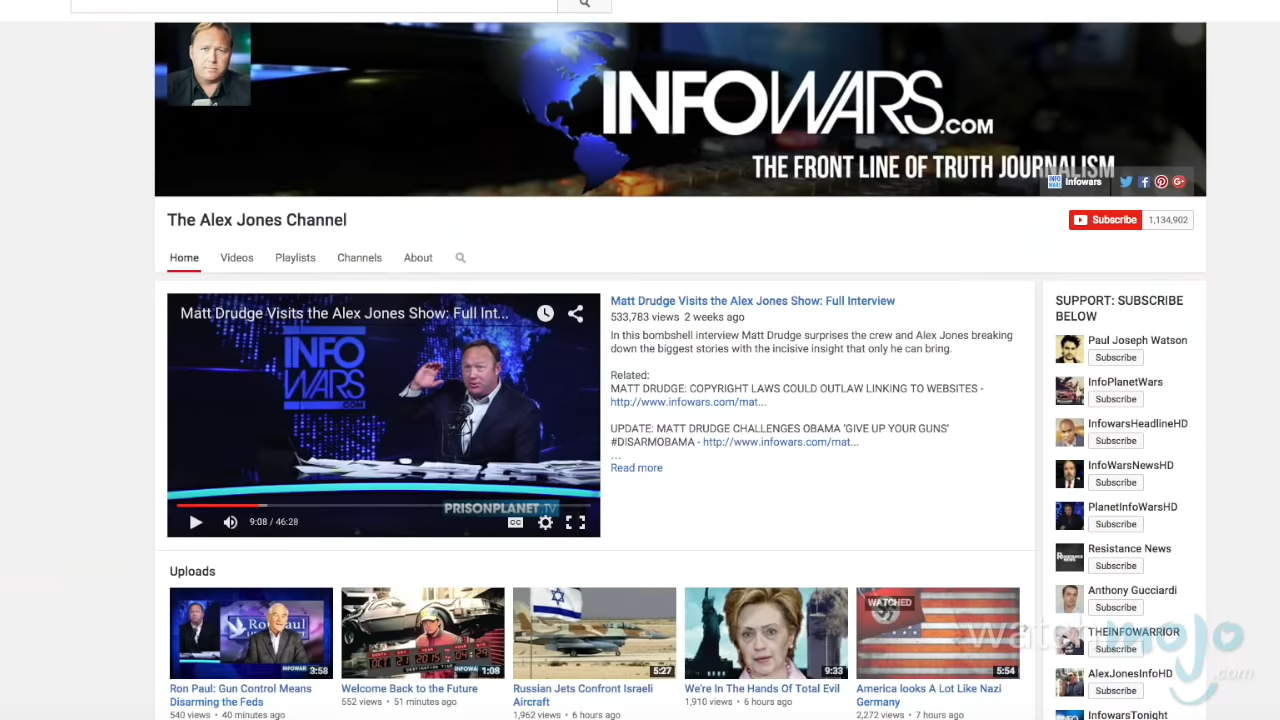 INFOWARS.COM
THE FRONT LINE OF TRUTH JOURNALISM
INFO
WARS
Infowars
The Alex Jones Channel
Subscribe 1,134,902
Home Videos Playlists Channels About
Matt Drudge Visits the Alex Jones Show: Full Int...
INFO
WARS
.COM
PRISONPLANET.TV
9:08 / 46:28
CC
Matt Drudge Visits the Alex Jones Show: Full Interview
533,783 views 2 weeks ago
In this bombshell interview Matt Drudge surprises the crew and Alex Jones breaking
down the biggest stories with the incisive insight that only he can bring.
Related:
MATT DRUDGE: COPYRIGHT LAWS COULD OUTLAW LINKING TO WEBSITES -
http://www.infowars.com/mat...
UPDATE: MATT DRUDGE CHALLENGES OBAMA ‘GIVE UP YOUR GUNS’
#DISARMOBAMA - http://www.infowars.com/mat...
...
Read more
SUPPORT: SUBSCRIBE
BELOW
Paul Joseph Watson
Subscribe
InfoPlanetWars
Subscribe
InfowarsHeadlineHD
Subscribe
InfoWarsNewsHD
Subscribe
PlanetInfoWarsHD
Subscribe
Resistance News
Subscribe
Anthony Gucciardi
Subscribe
THEINFOWARRIOR
Subscribe
AlexJonesInfoHD
Subscribe
InfowarsTonight
Uploads
Ron Paul
3:58
Ron Paul: Gun Control Means
Disarming the Feds
540 views • 40 minutes ago
OCT 21 2015
1:08
Welcome Back to the Future
552 views • 51 minutes ago
5:27
Russian Jets Confront Israeli
Aircraft
1,962 views • 6 hours ago
9:33
We're In The Hands Of Total Evil
1,910 views • 6 hours ago
WATCHED
5:54
America looks A Lot Like Nazi
Germany
2,272 views • 7 hours ago
watchmojo
.com